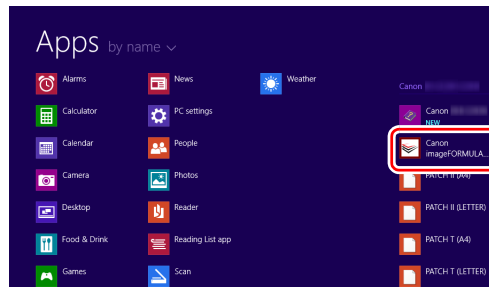 Apps by name
Alarms
Calculator
Calendar
Camera
Desktop
Food & Drink
Games
News
PC settings
People
Photos
Reader
Reading List app
Scan
Weather
Canon
Canon
NEW
Canon
imageFORMULA...
PATCH II (A4)
PATCH II (LETTER)
PATCH T (A4)
PATCH T (LETTER)